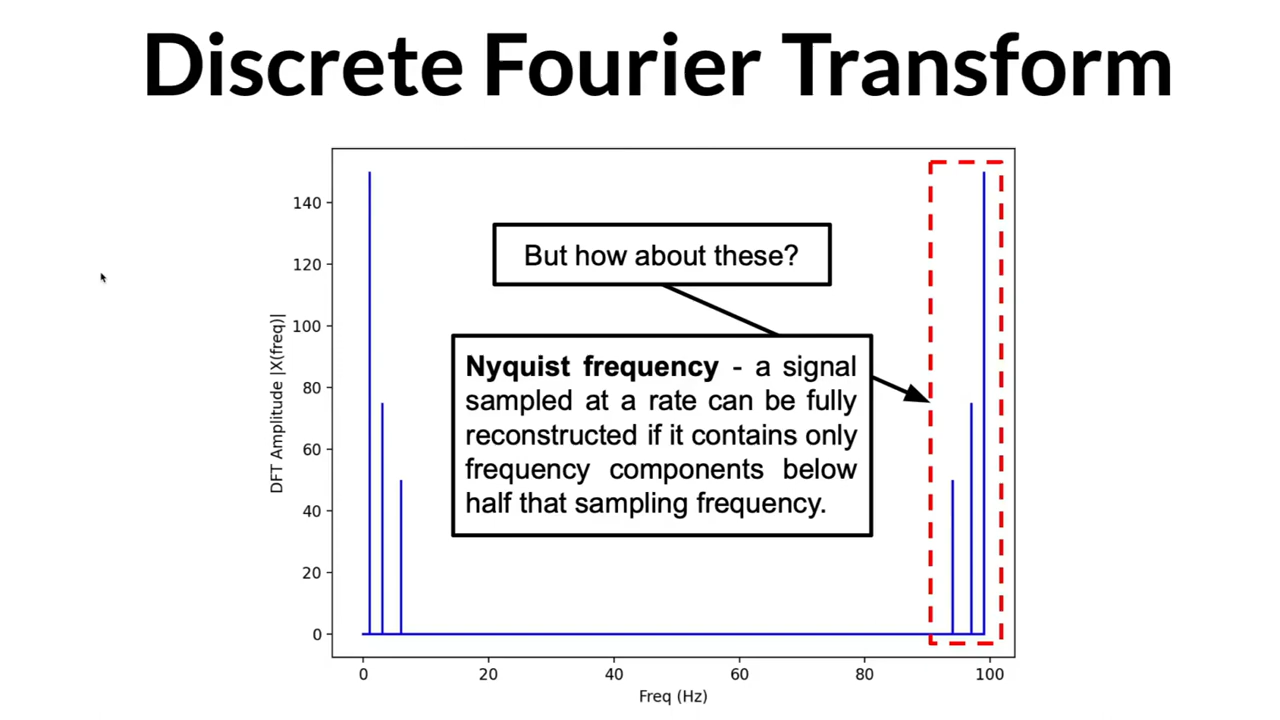 Discrete Fourier Transform
140
120
100
80
60
40
20
0
DFT Amplitude |X(freq)|
But how about these?
Nyquist frequency - a signal
sampled at a rate can be fully
reconstructed if it contains only
frequency components below
half that sampling frequency.
0 20 40 60 80 100
Freq (Hz)